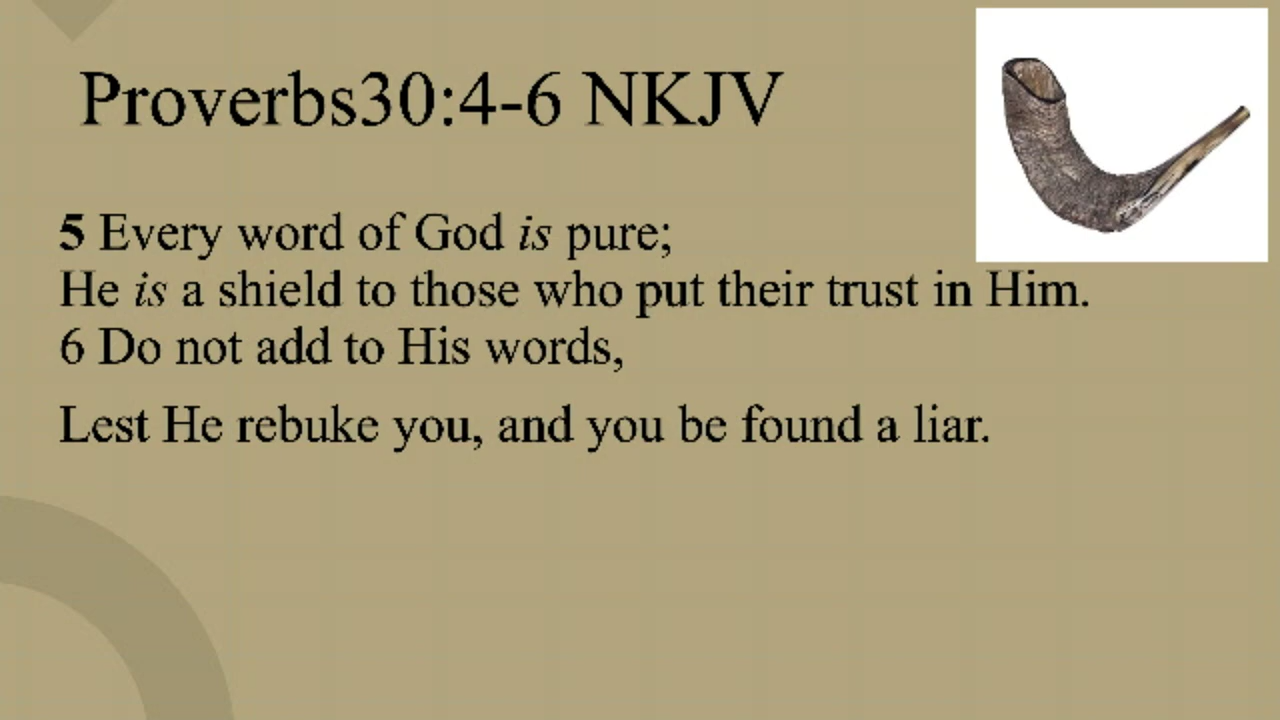 Proverbs30:4-6 NKJV
5 Every word of God is pure;
He is a shield to those who put their trust in Him.
6 Do not add to His words,
Lest He rebuke you, and you be found a liar.